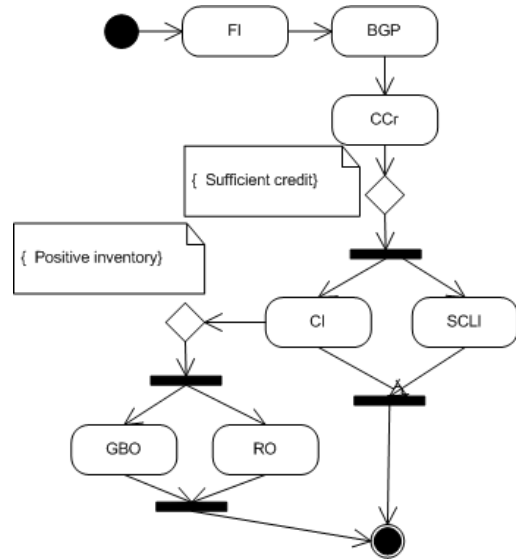 FI
BGP
CCr
{ Sufficient credit}
{ Positive inventory}
CI
SCLI
GBO
RO